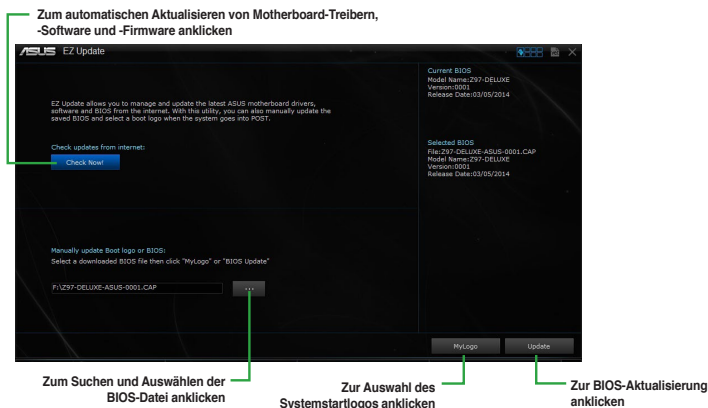 Zum automatischen Aktualisieren von Motherboard-Treibern,
-Software und -Firmware anklicken
ASUS EZ Update
Current BIOS
Model Name:Z97-DELUXE
Version:0001
Release Date:03/05/2014
EZ Update allows you to manage and update the latest ASUS motherboard drivers,
software and BIOS from the internet. With this utility, you can also manually update the
saved BIOS and select a boot logo when the system goes into POST.
Selected BIOS
File:Z97-DELUXE-ASUS-0001.CAP
Model Name:Z97-DELUXE
Version:0001
Release Date:03/05/2014
Check updates from internet:
Check Now!
Manually update Boot logo or BIOS:
Select a downloaded BIOS file then click "MyLogo" or "BIOS Update"
F:\Z97-DELUXE-ASUS-0001.CAP
...
MyLogo
Update
Zum Suchen und Auswählen der
BIOS-Datei anklicken
Zur Auswahl des
Systemstartlogos anklicken
Zur BIOS-Aktualisierung
anklicken